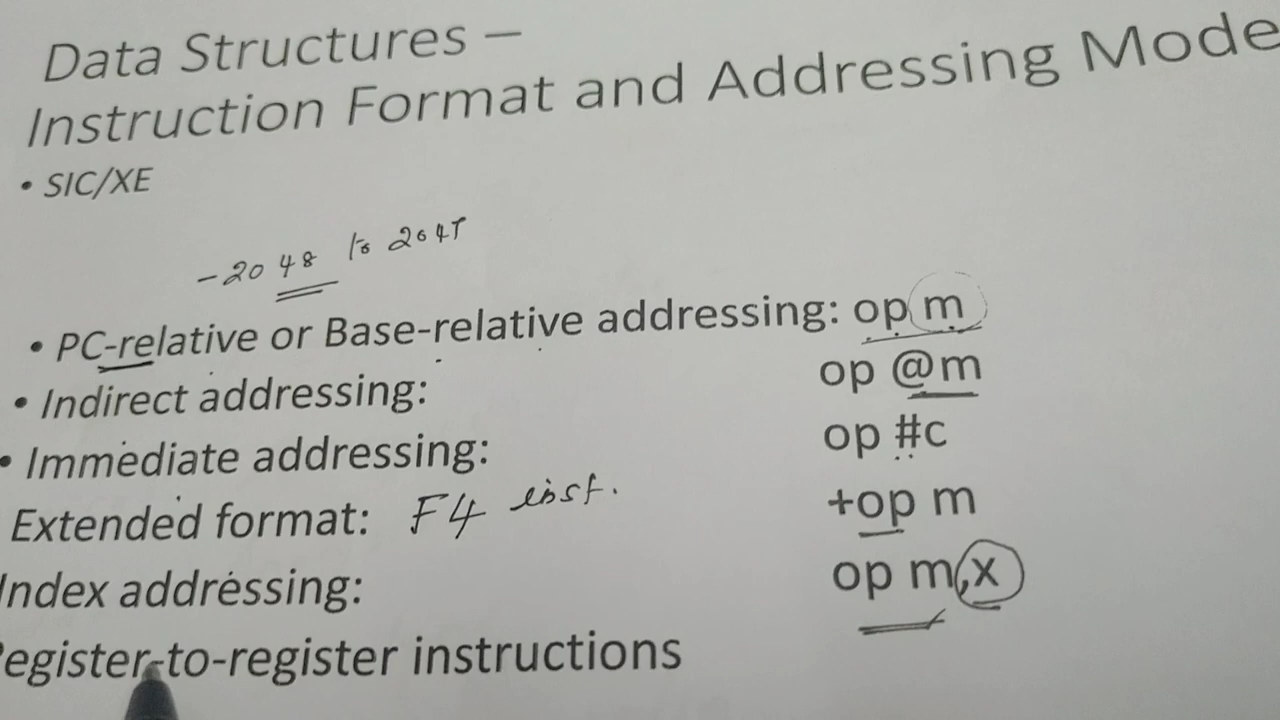 Data Structures –
Instruction Format and Addressing Mode
• SIC/XE
-2048 to 2047
• PC-relative or Base-relative addressing: op m
• Indirect addressing: op @m
• Immediate addressing: op #c
Extended format: F4 inst. +op m
Index addressing: op m,x
egister-to-register instructions